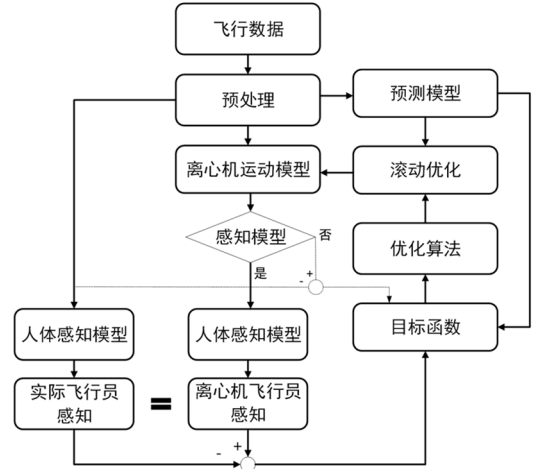 飞行数据
预处理
预测模型
离心机运动模型
滚动优化
感知模型
否
优化算法
是
+
-
人体感知模型
人体感知模型
目标函数
实际飞行员
感知
=
离心机飞行员
感知
+
-